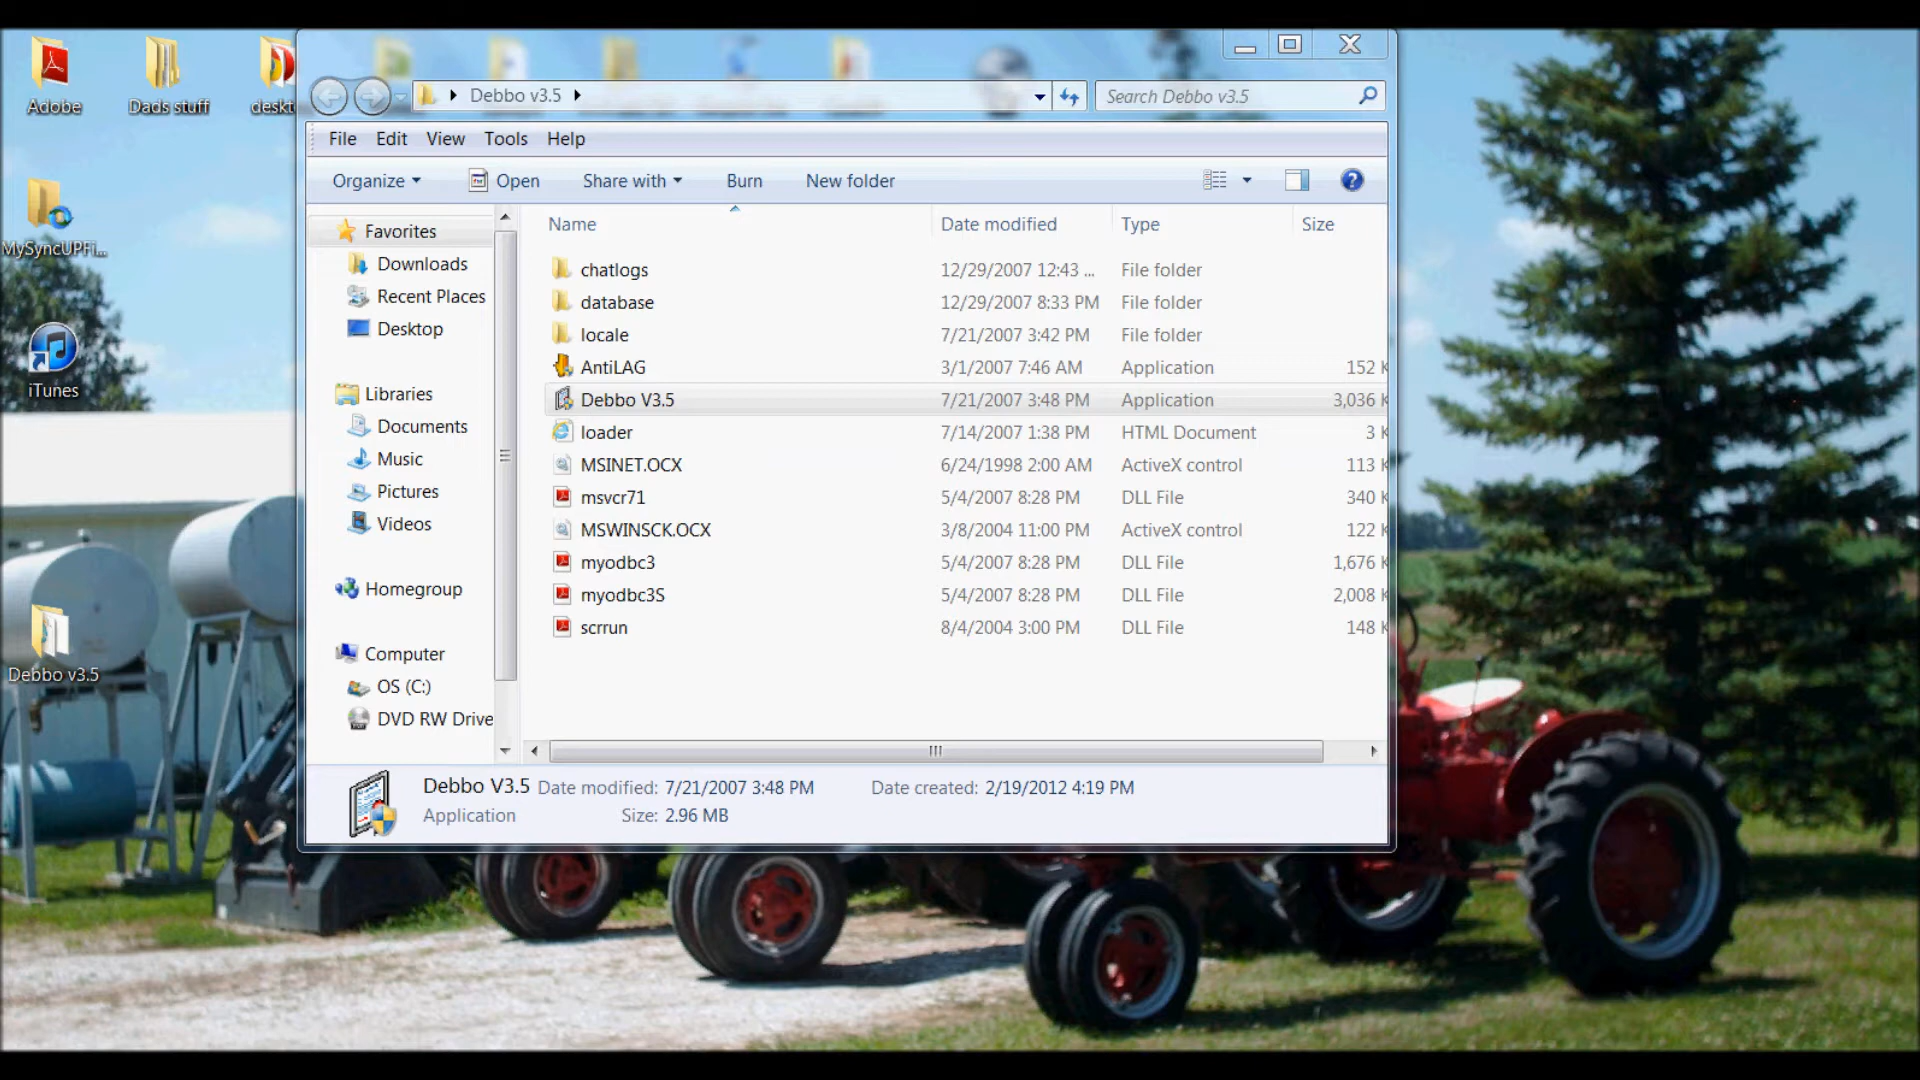 Adobe
Dads stuff
deskt
MySyncUPFi...
iTunes
Debbo v3.5
Debbo v3.5
Search Debbo v3.5
File Edit View Tools Help
Organize Open Share with Burn New folder
Name Date modified Type Size
Favorites
Downloads
Recent Places
Desktop
Libraries
Documents
Music
Pictures
Videos
Homegroup
Computer
OS (C:)
DVD RW Drive
chatlogs 12/29/2007 12:43 ... File folder
database 12/29/2007 8:33 PM File folder
locale 7/21/2007 3:42 PM File folder
AntiLAG 3/1/2007 7:46 AM Application 152 K
Debbo V3.5 7/21/2007 3:48 PM Application 3,036 K
loader 7/14/2007 1:38 PM HTML Document 3 K
MSINET.OCX 6/24/1998 2:00 AM ActiveX control 113 K
msvcr71 5/4/2007 8:28 PM DLL File 340 K
MSWINSCK.OCX 3/8/2004 11:00 PM ActiveX control 122 K
myodbc3 5/4/2007 8:28 PM DLL File 1,676 K
myodbc3S 5/4/2007 8:28 PM DLL File 2,008 K
scrrun 8/4/2004 3:00 PM DLL File 148 K
Debbo V3.5 Date modified: 7/21/2007 3:48 PM Date created: 2/19/2012 4:19 PM
Application Size: 2.96 MB